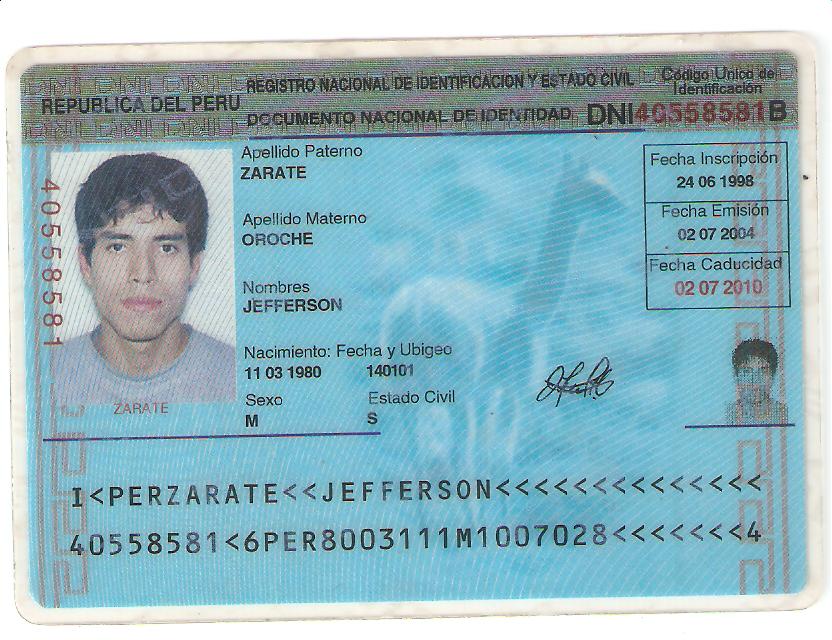 REPUBLICA DEL PERU
REGISTRO NACIONAL DE IDENTIFICACION Y ESTADO CIVIL
DOCUMENTO NACIONAL DE IDENTIDAD
Código Unico de
Identificación
DNI40558581B
40558581
Apellido Paterno
ZARATE
Apellido Materno
OROCHE
Nombres
JEFFERSON
Nacimiento: Fecha y Ubigeo
11 03 1980 140101
Sexo Estado Civil
M S
Fecha Inscripción
24 06 1998
Fecha Emisión
02 07 2004
Fecha Caducidad
02 07 2010
ZARATE
I<PERZARATE<<JEFFERSON<<<<<<<<<<<<<<
40558581<6PER8003111M1007028<<<<<<<4